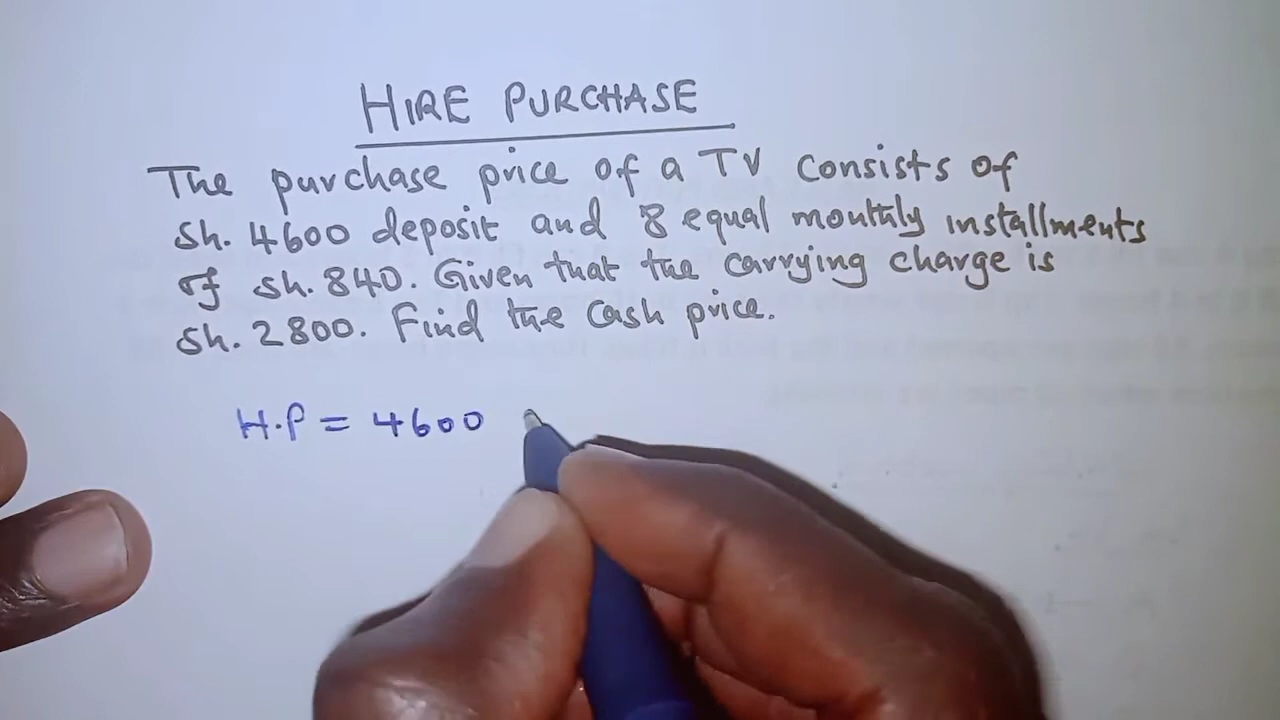 HIRE PURCHASE
The purchase price of a TV consists of
Sh. 4600 deposit and 8 equal monthly installments
of sh. 840. Given that the carrying charge is
Sh. 2800. Find the cash price.
H.P = 4600